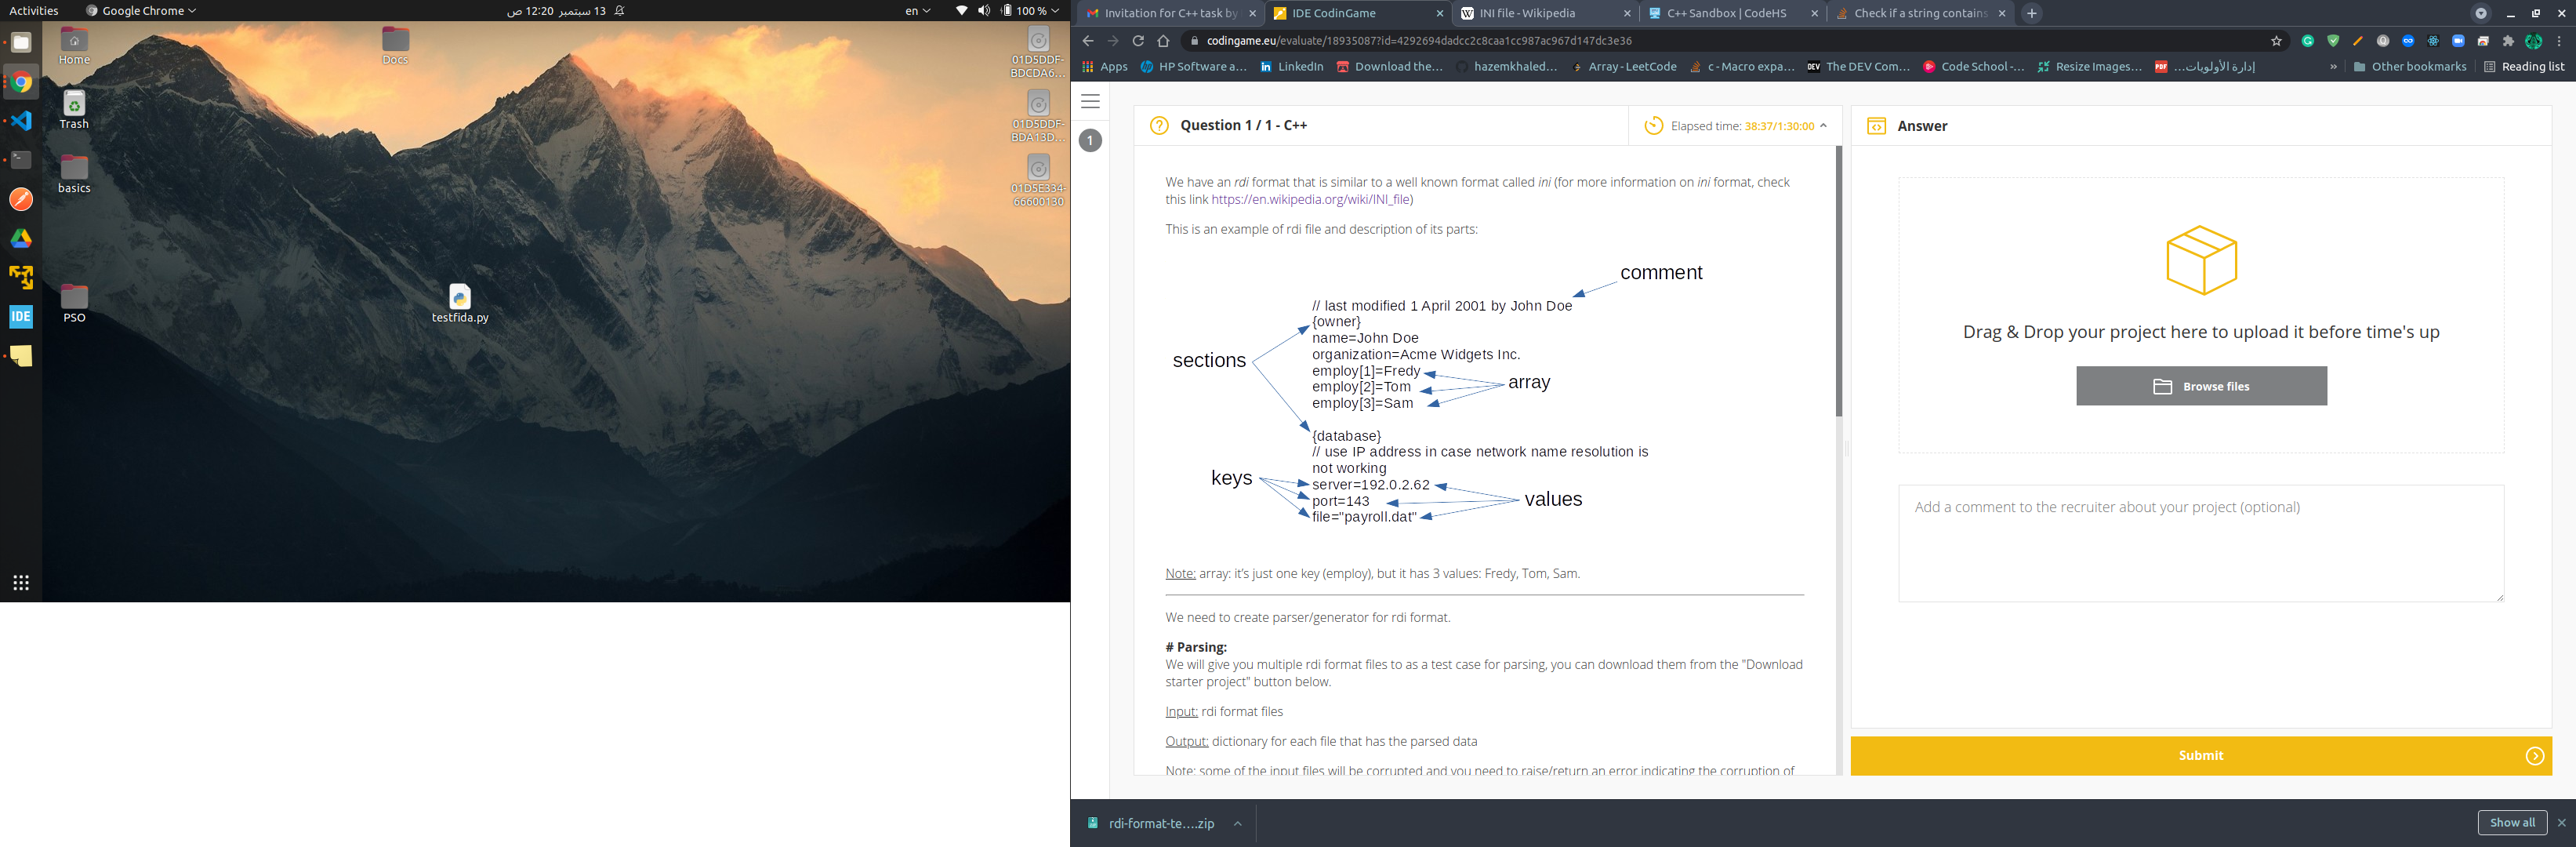 Activities
Google Chrome
13 سبتمبر 12:20 ص
en
100 %
Home
Docs
01D5DDF-
BDCDA6...
Trash
01D5DDF-
BDA13D...
basics
01D5E334-
66600130
PSO
testfida.py
IDE
Invitation for C++ task by
IDE CodinGame
INI file - Wikipedia
C++ Sandbox | CodeHS
Check if a string contains
codingame.eu/evaluate/18935087?id=4292694dadcc2c8caa1cc987ac967d147dc3e36
Apps
HP Software a...
LinkedIn
Download the...
hazemkhaled...
Array - LeetCode
c - Macro expa...
The DEV Com...
Code School -...
Resize Images...
إدارة الأولويات...
»
Other bookmarks
Reading list
1
Question 1 / 1 - C++
Elapsed time: 38:37/1:30:00
We have an rdi format that is similar to a well known format called ini (for more information on ini format, check
this link https://en.wikipedia.org/wiki/INI_file)
This is an example of rdi file and description of its parts:
comment
// last modified 1 April 2001 by John Doe
{owner}
name=John Doe
organization=Acme Widgets Inc.
employ[1]=Fredy
employ[2]=Tom
employ[3]=Sam
sections
array
{database}
// use IP address in case network name resolution is
not working
server=192.0.2.62
port=143
file="payroll.dat"
keys
values
Note: array: it's just one key (employ), but it has 3 values: Fredy, Tom, Sam.
We need to create parser/generator for rdi format.
# Parsing:
We will give you multiple rdi format files to as a test case for parsing, you can download them from the "Download
starter project" button below.
Input: rdi format files
Output: dictionary for each file that has the parsed data
Note: some of the input files will be corrupted and you need to raise/return an error indicating the corruption of
Answer
Drag & Drop your project here to upload it before time's up
Browse files
Add a comment to the recruiter about your project (optional)
Submit
rdi-format-te....zip
Show all